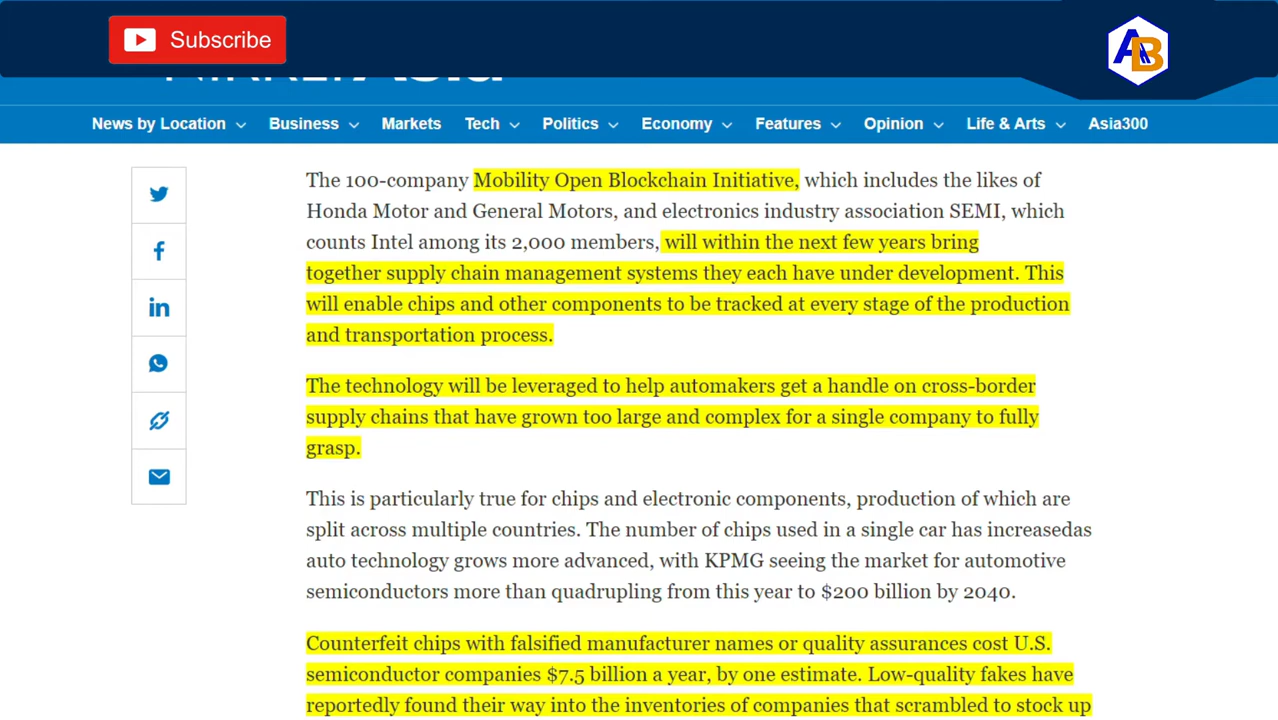 Subscribe
AB
NIKKEI Asia
News by Location
Business
Markets
Tech
Politics
Economy
Features
Opinion
Life & Arts
Asia300
The 100-company Mobility Open Blockchain Initiative, which includes the likes of
Honda Motor and General Motors, and electronics industry association SEMI, which
counts Intel among its 2,000 members, will within the next few years bring
together supply chain management systems they each have under development. This
will enable chips and other components to be tracked at every stage of the production
and transportation process.
The technology will be leveraged to help automakers get a handle on cross-border
supply chains that have grown too large and complex for a single company to fully
grasp.
This is particularly true for chips and electronic components, production of which are
split across multiple countries. The number of chips used in a single car has increasedas
auto technology grows more advanced, with KPMG seeing the market for automotive
semiconductors more than quadrupling from this year to $200 billion by 2040.
Counterfeit chips with falsified manufacturer names or quality assurances cost U.S.
semiconductor companies $7.5 billion a year, by one estimate. Low-quality fakes have
reportedly found their way into the inventories of companies that scrambled to stock up